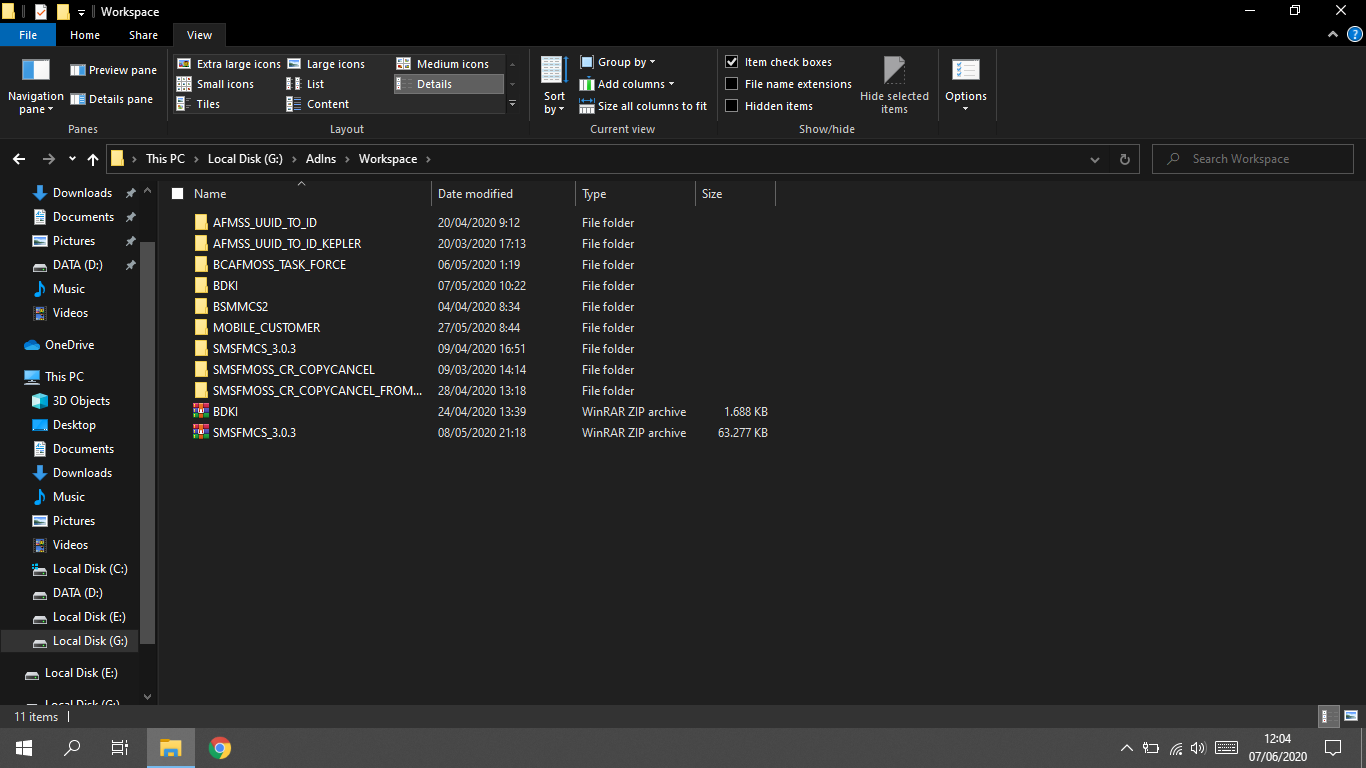 Workspace
File Home Share View
Navigation pane
Preview pane
Details pane
Panes
Extra large icons Large icons Medium icons
Small icons List Details
Tiles Content
Layout
Sort by
Group by
Add columns
Size all columns to fit
Current view
Item check boxes
File name extensions
Hidden items
Hide selected items
Show/hide
Options
This PC > Local Disk (G:) > AdIns > Workspace >
Search Workspace
Downloads
Documents
Pictures
DATA (D:)
Music
Videos
OneDrive
This PC
3D Objects
Desktop
Documents
Downloads
Music
Pictures
Videos
Local Disk (C:)
DATA (D:)
Local Disk (E:)
Local Disk (G:)
Local Disk (E:)
Local Disk (G:)
Name Date modified Type Size
AFMSS_UUID_TO_ID 20/04/2020 9:12 File folder
AFMSS_UUID_TO_ID_KEPLER 20/03/2020 17:13 File folder
BCAFMOSS_TASK_FORCE 06/05/2020 1:19 File folder
BDKI 07/05/2020 10:22 File folder
BSMMCS2 04/04/2020 8:34 File folder
MOBILE_CUSTOMER 27/05/2020 8:44 File folder
SMSFMCS_3.0.3 09/04/2020 16:51 File folder
SMSFMOSS_CR_COPYCANCEL 09/03/2020 14:14 File folder
SMSFMOSS_CR_COPYCANCEL_FROM... 28/04/2020 13:18 File folder
BDKI 24/04/2020 13:39 WinRAR ZIP archive 1.688 KB
SMSFMCS_3.0.3 08/05/2020 21:18 WinRAR ZIP archive 63.277 KB
11 items
12:04
07/06/2020